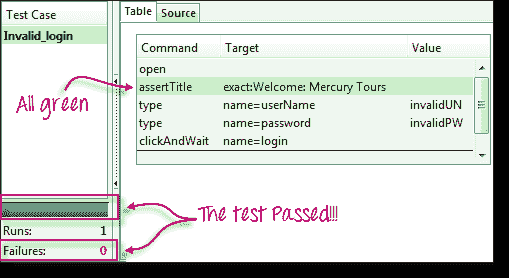 Test Case
Invalid_login
Table Source
Command Target Value
open
assertTitle exact:Welcome: Mercury Tours
type name=userName invalidUN
type name=password invalidPW
clickAndWait name=login
All green
The test Passed!!!
Runs: 1
Failures: 0